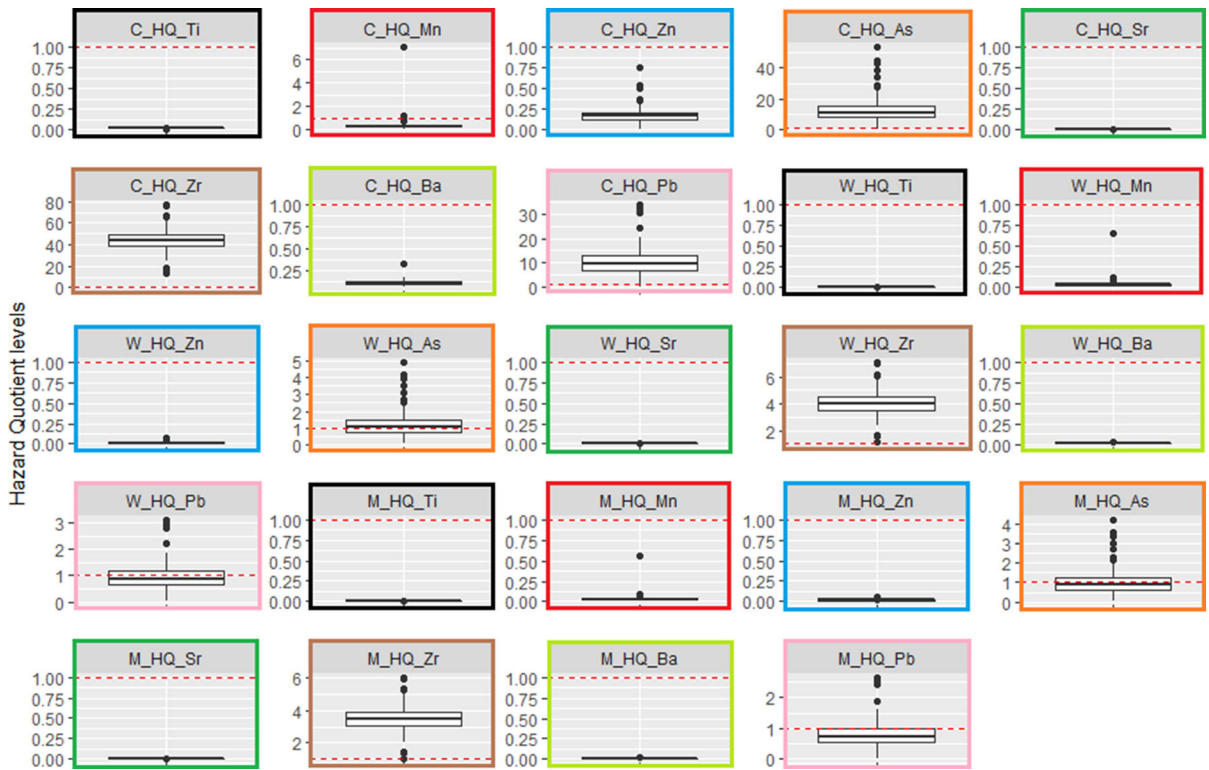 C_HQ_Ti C_HQ_Mn C_HQ_Zn C_HQ_As C_HQ_Sr
1.00 0.75 0.50 0.25 0.00
6 4 2 0
1.00 0.75 0.50 0.25 0.00
40 20 0
1.00 0.75 0.50 0.25 0.00
C_HQ_Zr C_HQ_Ba C_HQ_Pb W_HQ_Ti W_HQ_Mn
80 60 40 20 0
1.00 0.75 0.50 0.25
30 20 10 0
1.00 0.75 0.50 0.25 0.00
1.00 0.75 0.50 0.25 0.00
Hazard Quotient levels
W_HQ_Zn W_HQ_As W_HQ_Sr W_HQ_Zr W_HQ_Ba
1.00 0.75 0.50 0.25 0.00
5 4 3 2 1 0
1.00 0.75 0.50 0.25 0.00
6 4 2
1.00 0.75 0.50 0.25 0.00
W_HQ_Pb M_HQ_Ti M_HQ_Mn M_HQ_Zn M_HQ_As
3 2 1 0
1.00 0.75 0.50 0.25 0.00
1.00 0.75 0.50 0.25 0.00
1.00 0.75 0.50 0.25 0.00
4 3 2 1 0
M_HQ_Sr M_HQ_Zr M_HQ_Ba M_HQ_Pb
1.00 0.75 0.50 0.25 0.00
6 4 2
1.00 0.75 0.50 0.25 0.00
2 1 0